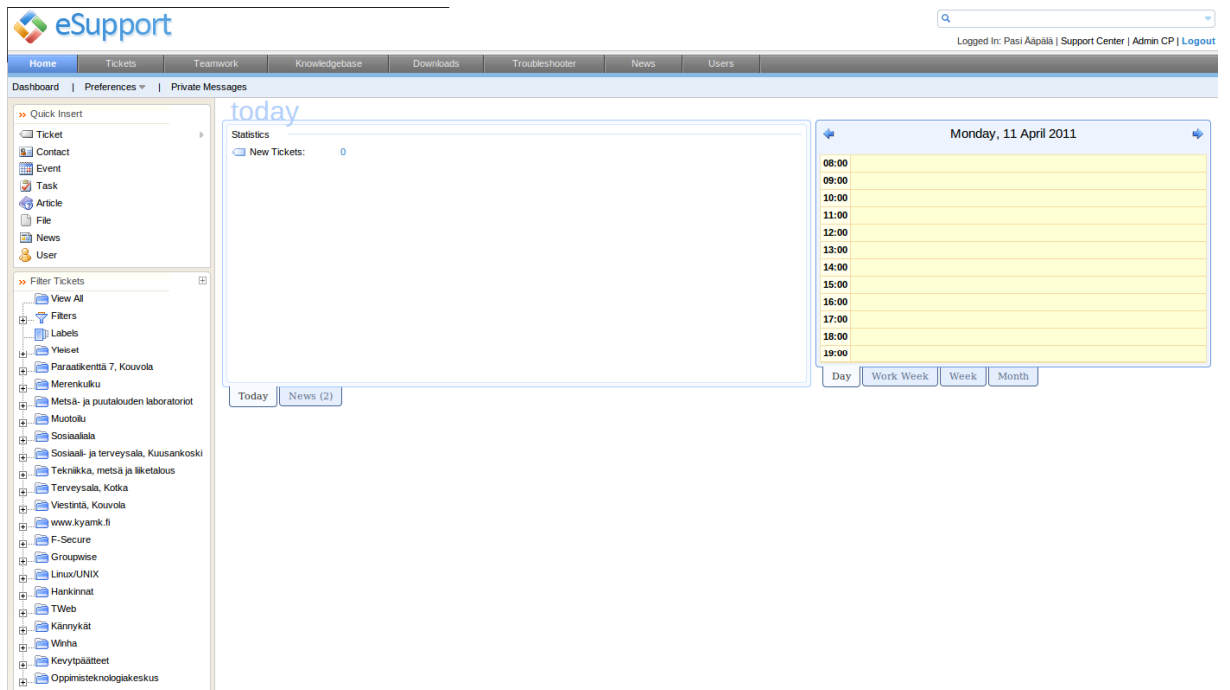 eSupport
Logged In: Pasi Ääpälä | Support Center | Admin CP | Logout
Home Tickets Teamwork Knowledgebase Downloads Troubleshooter News Users
Dashboard | Preferences | Private Messages
Quick Insert
Ticket
Contact
Event
Task
Article
File
News
User
Filter Tickets
View All
Filters
Labels
Yleiset
Paraatikenttä 7, Kouvola
Merenkulku
Metsä- ja puutalouden laboratoriot
Muotoilu
Sosiaaliala
Sosiaali- ja terveysala, Kuusankoski
Tekniikka, metsä ja liiketalous
Terveysala, Kotka
Viestintä, Kouvola
www.kyamk.fi
F-Secure
Groupwise
Linux/UNIX
Hankinnat
TWeb
Kännykät
Winha
Kevytpäätteet
Oppimisteknologiakeskus
today
Statistics
New Tickets: 0
Today News (2)
Monday, 11 April 2011
08:00
09:00
10:00
11:00
12:00
13:00
14:00
15:00
16:00
17:00
18:00
19:00
Day Work Week Week Month